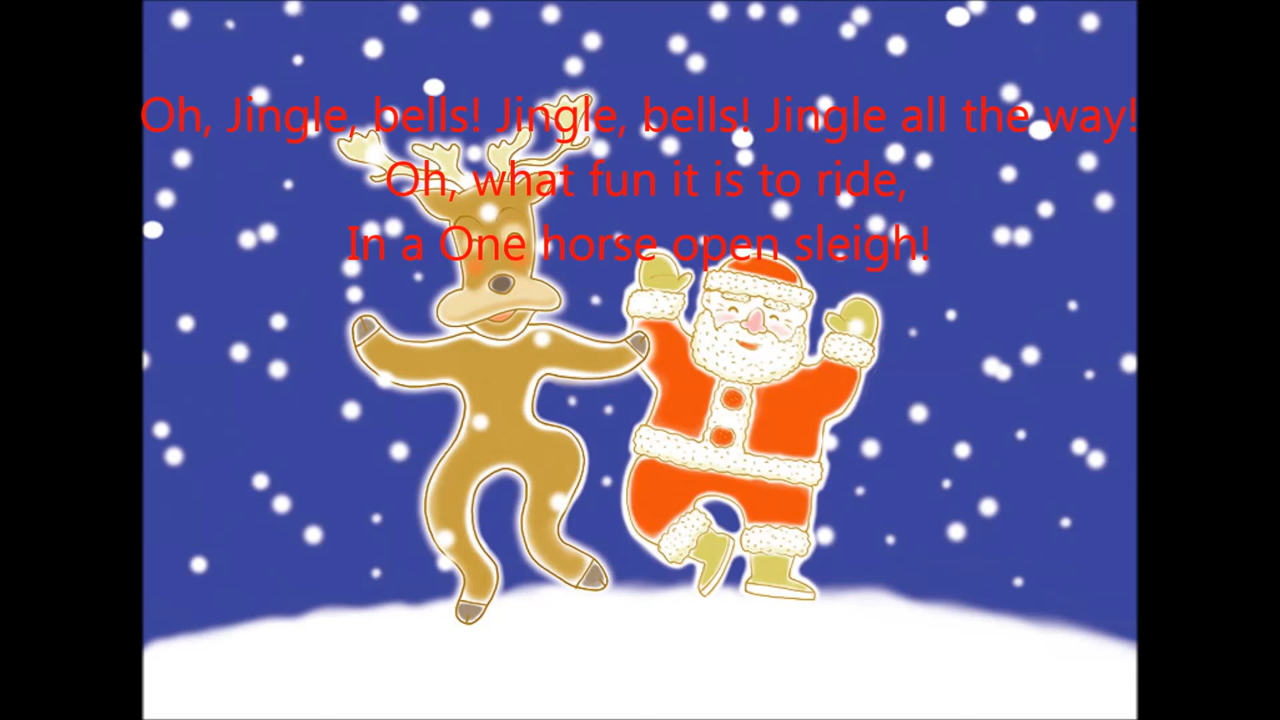 Oh, Jingle, bells! Jingle, bells! Jingle all the way!
Oh, what fun it is to ride,
In a One horse open sleigh!